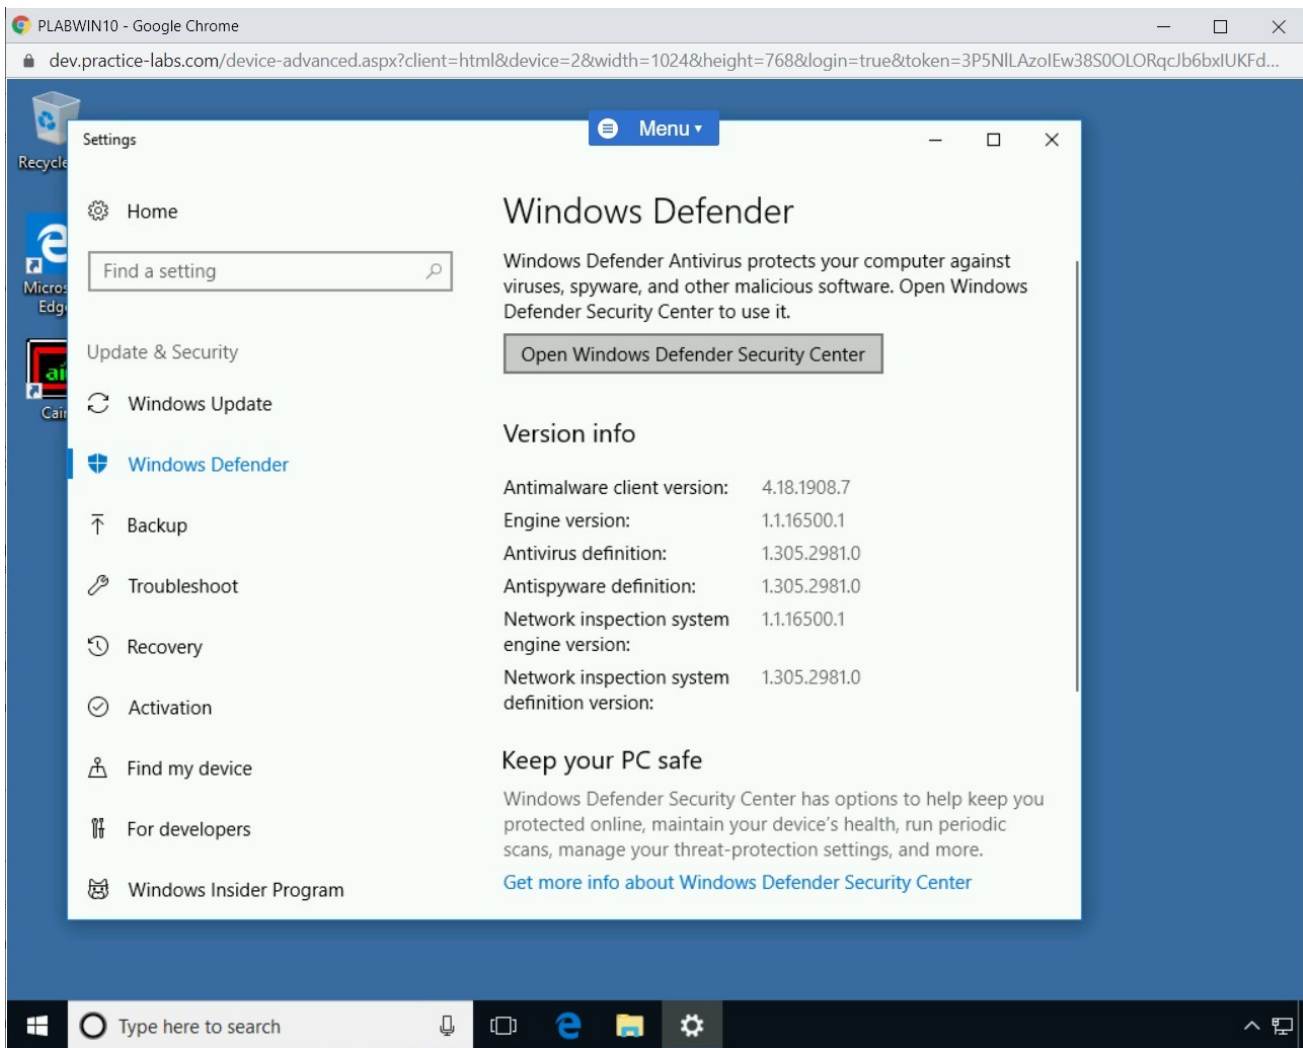 PLABWIN10 - Google Chrome
dev.practice-labs.com/device-advanced.aspx?client=html&device=2&width=1024&height=768&login=true&token=3P5NlLAzoIEw38S0OLORqcJb6bxIUKFd...
Menu
Settings
Home
Find a setting
Update & Security
Windows Update
Windows Defender
Backup
Troubleshoot
Recovery
Activation
Find my device
For developers
Windows Insider Program
Windows Defender
Windows Defender Antivirus protects your computer against
viruses, spyware, and other malicious software. Open Windows
Defender Security Center to use it.
Open Windows Defender Security Center
Version info
Antimalware client version: 4.18.1908.7
Engine version: 1.1.16500.1
Antivirus definition: 1.305.2981.0
Antispyware definition: 1.305.2981.0
Network inspection system 1.1.16500.1
engine version:
Network inspection system 1.305.2981.0
definition version:
Keep your PC safe
Windows Defender Security Center has options to help keep you
protected online, maintain your device's health, run periodic
scans, manage your threat-protection settings, and more.
Get more info about Windows Defender Security Center
Type here to search